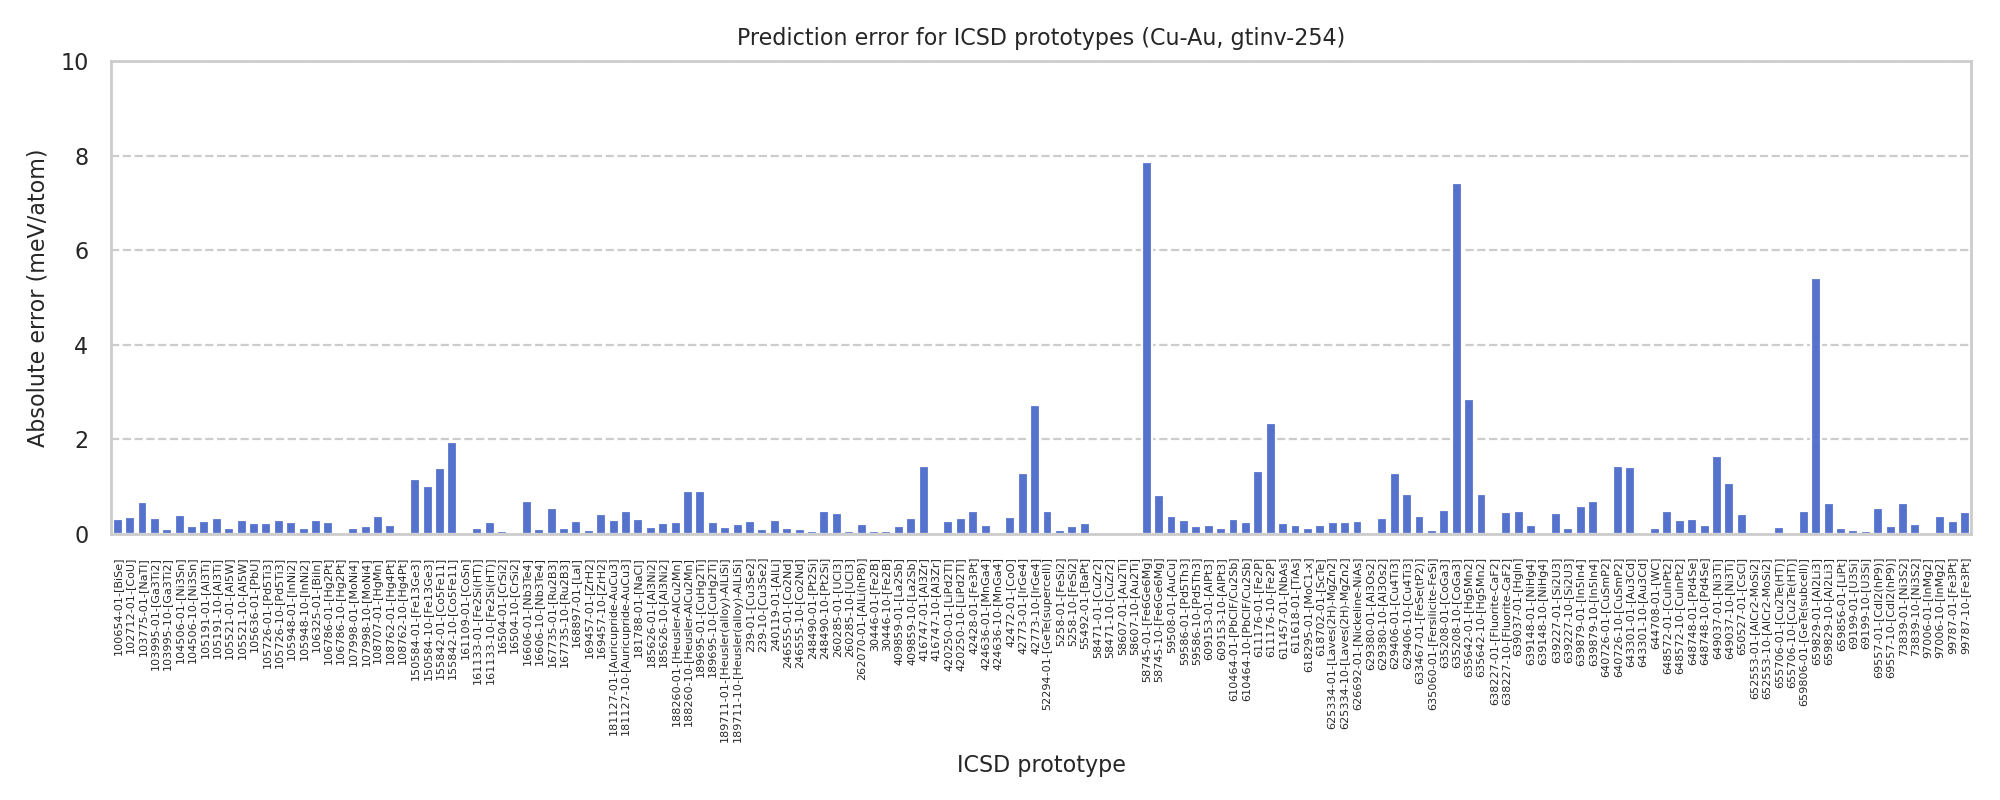 Prediction error for ICSD prototypes (Cu-Au, gtinv-254)
Absolute error (meV/atom)
10
8
6
4
2
0
100654-01-[BiSe]
102712-01-[CoU]
103775-01-[NaTl]
103995-01-[Ga3Ti2]
103995-10-[Ga3Ti2]
104506-01-[Ni3Sn]
104506-10-[Ni3Sn]
105191-01-[Al3Ti]
105191-10-[Al3Ti]
105521-01-[Al5W]
105521-10-[Al5W]
105636-01-[PbU]
105726-01-[Pd5Ti3]
105726-10-[Pd5Ti3]
105948-01-[InNi2]
105948-10-[InNi2]
106325-01-[BiIn]
106786-01-[Hg2Pt]
106786-10-[Hg2Pt]
107998-01-[MoNi4]
107998-10-[MoNi4]
108707-01-[HgMn]
108762-01-[Hg4Pt]
108762-10-[Hg4Pt]
150584-01-[Fe13Ge3]
150584-10-[Fe13Ge3]
155842-01-[Co5Fe11]
155842-10-[Co5Fe11]
161109-01-[CoSn]
161133-01-[Fe2Si(HT)]
161133-10-[Fe2Si(HT)]
16504-01-[CrSi2]
16504-10-[CrSi2]
16606-01-[Nb3Te4]
16606-10-[Nb3Te4]
167735-01-[Ru2B3]
167735-10-[Ru2B3]
168897-01-[LaI]
169457-01-[ZrH2]
169457-10-[ZrH2]
181127-01-[Auricupride-AuCu3]
181127-10-[Auricupride-AuCu3]
181788-01-[NaCl]
185626-01-[Al3Ni2]
185626-10-[Al3Ni2]
188260-01-[Heusler-AlCu2Mn]
188260-10-[Heusler-AlCu2Mn]
189695-01-[CuHg2Ti]
189695-10-[CuHg2Ti]
189711-01-[Heusler(alloy)-AlLiSi]
189711-10-[Heusler(alloy)-AlLiSi]
239-01-[Cu3Se2]
239-10-[Cu3Se2]
240119-01-[AlLi]
246555-01-[Co2Nd]
246555-10-[Co2Nd]
248490-01-[Pt2Si]
248490-10-[Pt2Si]
260285-01-[UCl3]
260285-10-[UCl3]
262070-01-[AlLi(hP8)]
30446-01-[Fe2B]
30446-10-[Fe2B]
409859-01-[La2Sb]
409859-10-[La2Sb]
416747-01-[Al3Zr]
416747-10-[Al3Zr]
420250-01-[LiPd2Tl]
420250-10-[LiPd2Tl]
42428-01-[Fe3Pt]
424636-01-[MnGa4]
424636-10-[MnGa4]
42472-01-[CoO]
42773-01-[IrGe4]
42773-10-[IrGe4]
52294-01-[GeTe(supercell)]
5258-01-[FeSi2]
5258-10-[FeSi2]
55492-01-[BaPt]
58471-01-[CuZr2]
58471-10-[CuZr2]
58607-01-[Au2Ti]
58607-10-[Au2Ti]
58745-01-[Fe6Ge6Mg]
58745-10-[Fe6Ge6Mg]
59508-01-[AuCu]
59586-01-[Pd5Th3]
59586-10-[Pd5Th3]
609153-01-[AlPt3]
609153-10-[AlPt3]
610464-01-[PbClF/Cu2Sb]
610464-10-[PbClF/Cu2Sb]
611176-01-[Fe2P]
611176-10-[Fe2P]
611457-01-[NbAs]
611618-01-[TiAs]
618295-01-[MoC1-x]
618702-01-[ScTe]
625334-01-[Laves(2H)-MgZn2]
625334-10-[Laves(2H)-MgZn2]
626692-01-[Nickeline-NiAs]
629380-01-[Al3Os2]
629380-10-[Al3Os2]
629406-01-[Cu4Ti3]
629406-10-[Cu4Ti3]
633467-01-[FeSe(tP2)]
635060-01-[Fersilicite-FeSi]
635208-01-[CoGa3]
635208-10-[CoGa3]
635642-01-[Hg5Mn2]
635642-10-[Hg5Mn2]
638227-01-[Fluorite-CaF2]
638227-10-[Fluorite-CaF2]
639037-01-[HgIn]
639148-01-[NiHg4]
639148-10-[NiHg4]
639227-01-[Si2U3]
639227-10-[Si2U3]
639879-01-[In5In4]
639879-10-[In5In4]
640726-01-[CuSmP2]
640726-10-[CuSmP2]
643301-01-[Au3Cd]
643301-10-[Au3Cd]
644708-01-[WC]
648572-01-[CuInPt2]
648572-10-[CuInPt2]
648748-01-[Pd4Se]
648748-10-[Pd4Se]
649037-01-[Ni3Ti]
649037-10-[Ni3Ti]
650527-01-[CsCl]
652553-01-[AlCr2-MoSi2]
652553-10-[AlCr2-MoSi2]
655706-01-[Cu2Te(HT)]
655706-10-[Cu2Te(HT)]
659806-01-[GeTe(subcell)]
659829-01-[Al2Li3]
659829-10-[Al2Li3]
659856-01-[LiPt]
69199-01-[U3Si]
69199-10-[U3Si]
69557-01-[CdI2(hP9)]
69557-10-[CdI2(hP9)]
73839-01-[Ni3S2]
73839-10-[Ni3S2]
97006-01-[InMg2]
97006-10-[InMg2]
99787-01-[Fe3Pt]
99787-10-[Fe3Pt]
ICSD prototype